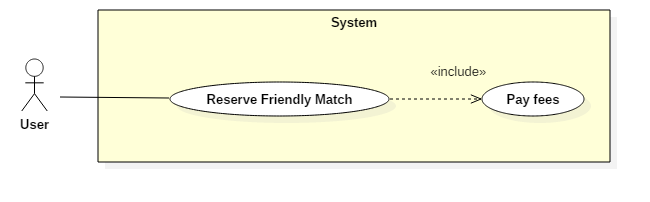 System
«include»
Reserve Friendly Match
Pay fees
User